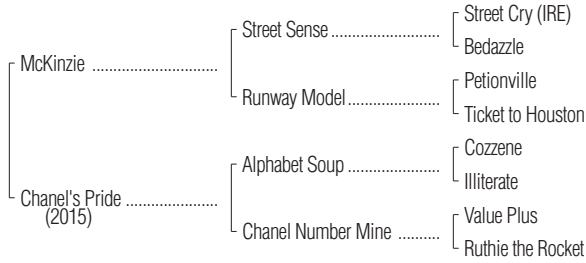 Street Cry (IRE)
Street Sense ....................
Bedazzle
McKinzie ........................
Petionville
Runway Model.................
Ticket to Houston
Cozzene
Alphabet Soup .................
Illiterate
Chanel's Pride .................
(2015)
Value Plus
Chanel Number Mine ........
Ruthie the Rocket